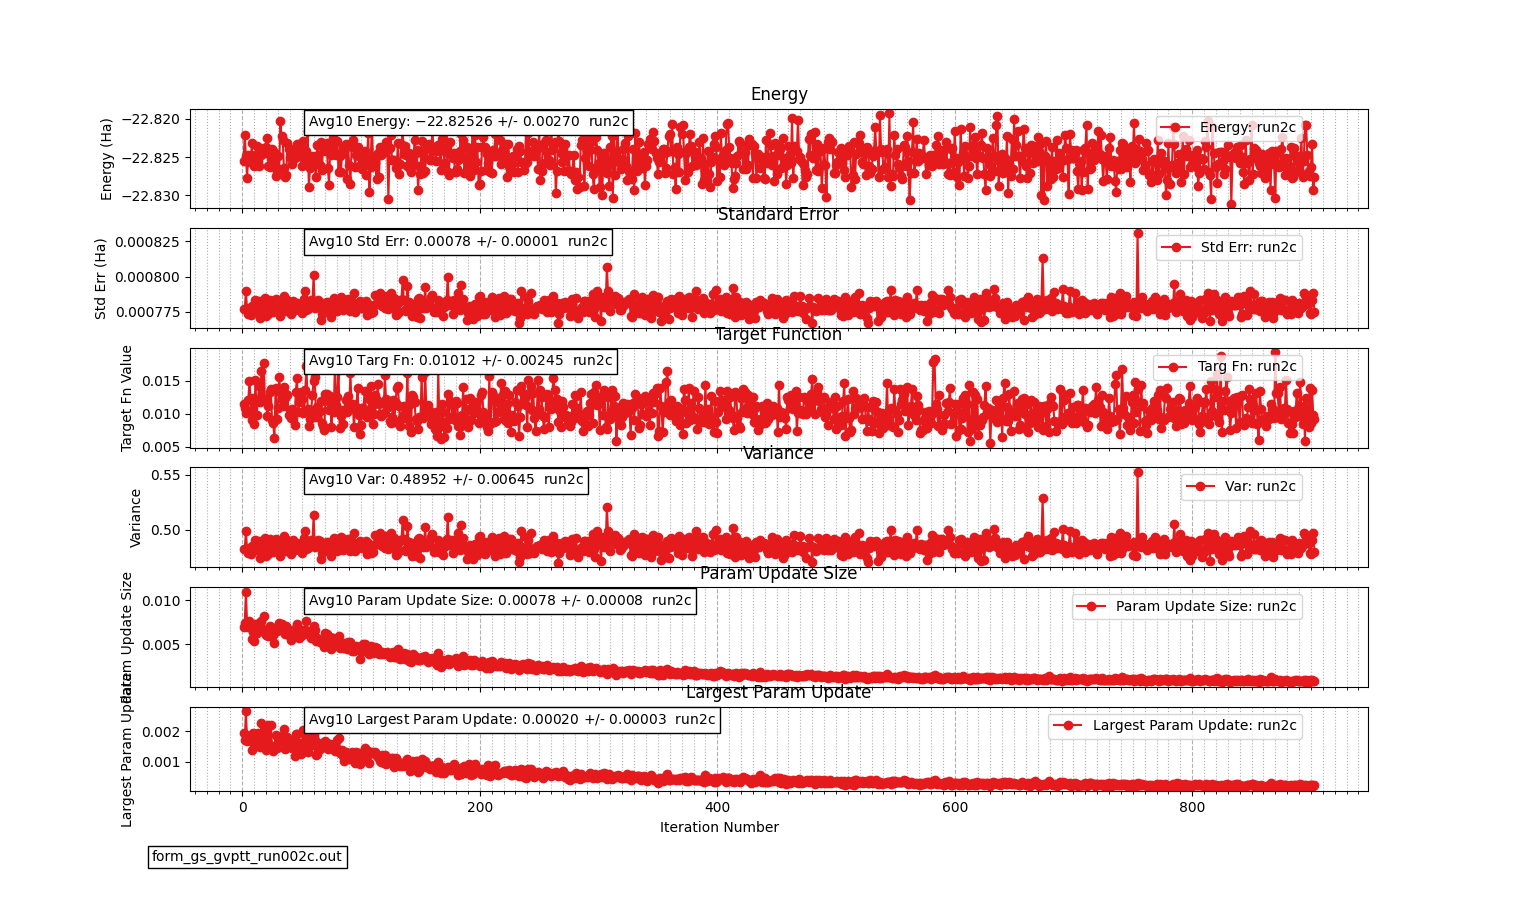 Energy
Energy (Ha)
−22.820
−22.825
−22.830
Avg10 Energy: −22.82526 +/- 0.00270 run2c
Energy: run2c
Standard Error
Std Err (Ha)
0.000825
0.000800
0.000775
Avg10 Std Err: 0.00078 +/- 0.00001 run2c
Std Err: run2c
Target Function
Target Fn Value
0.015
0.010
0.005
Avg10 Targ Fn: 0.01012 +/- 0.00245 run2c
Targ Fn: run2c
Variance
Variance
0.55
0.50
Avg10 Var: 0.48952 +/- 0.00645 run2c
Var: run2c
Param Update Size
Param Update Size
0.010
0.005
Avg10 Param Update Size: 0.00078 +/- 0.00008 run2c
Param Update Size: run2c
Largest Param Update
Largest Param Update
0.002
0.001
Avg10 Largest Param Update: 0.00020 +/- 0.00003 run2c
Largest Param Update: run2c
0 200 400 600 800
Iteration Number
form_gs_gvptt_run002c.out